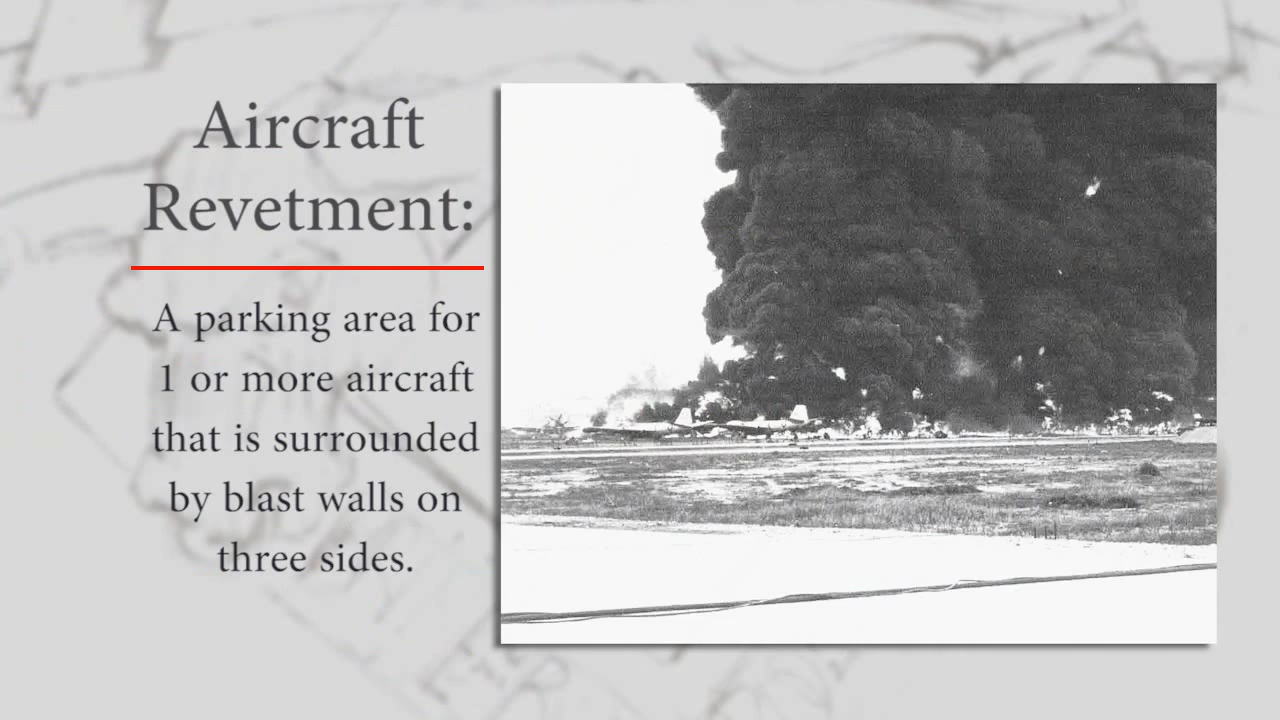 Aircraft
Revetment:
A parking area for
1 or more aircraft
that is surrounded
by blast walls on
three sides.